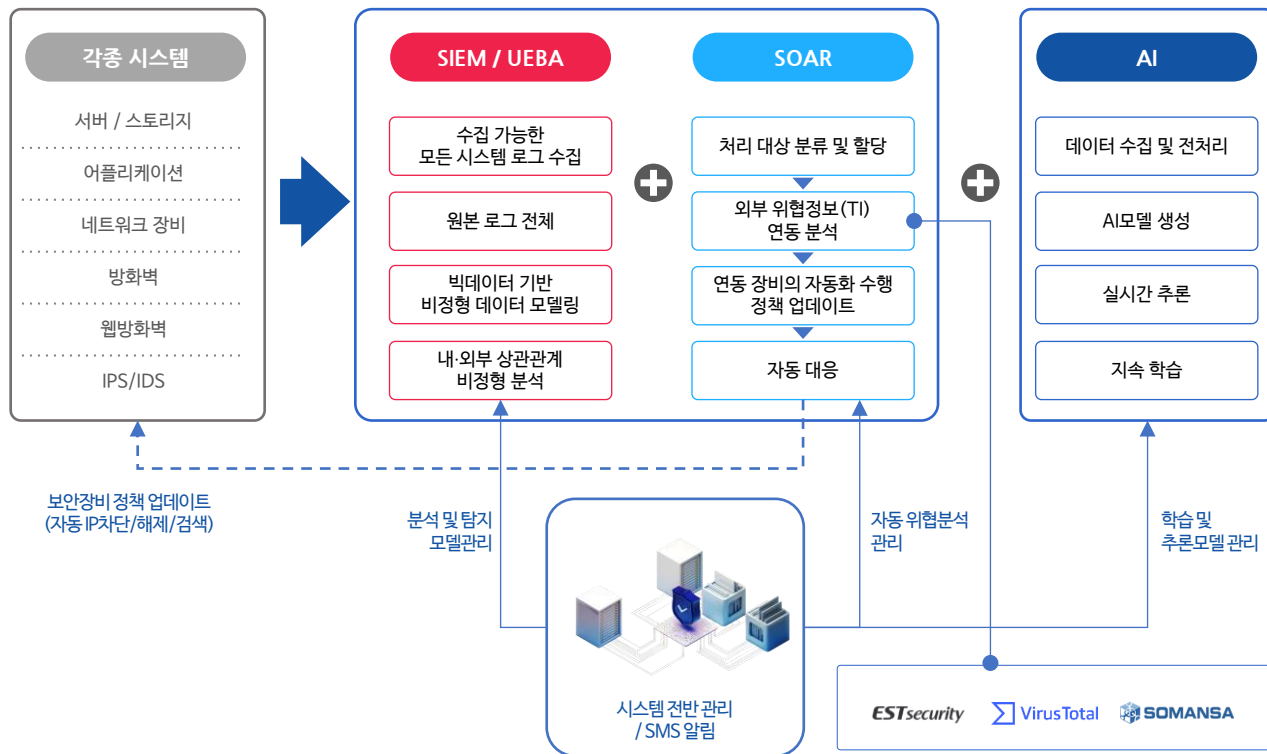 각종 시스템
서버 / 스토리지
어플리케이션
네트워크 장비
방화벽
웹방화벽
IPS/IDS
SIEM / UEBA
수집 가능한
모든 시스템 로그 수집
원본 로그 전체
빅데이터 기반
비정형 데이터 모델링
내·외부 상관관계
비정형 분석
SOAR
처리 대상 분류 및 할당
외부 위협정보(TI)
연동 분석
연동 장비의 자동화 수행
정책 업데이트
자동 대응
AI
데이터 수집 및 전처리
AI모델 생성
실시간 추론
지속 학습
보안장비 정책 업데이트
(자동 IP차단/해제/검색)
분석 및 탐지
모델관리
자동 위협분석
관리
학습 및
추론모델 관리
시스템 전반 관리
/ SMS 알림
ESTsecurity
VirusTotal
SOMANSA